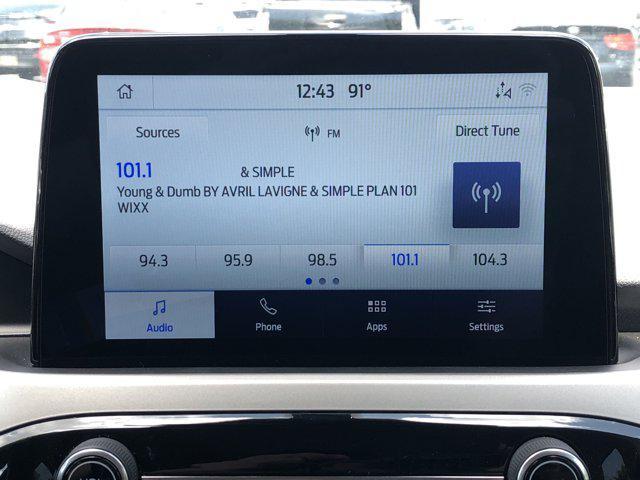 12:43 91°
Sources FM Direct Tune
101.1 & SIMPLE
Young & Dumb BY AVRIL LAVIGNE & SIMPLE PLAN 101
WIXX
94.3 95.9 98.5 101.1 104.3
Audio Phone Apps Settings